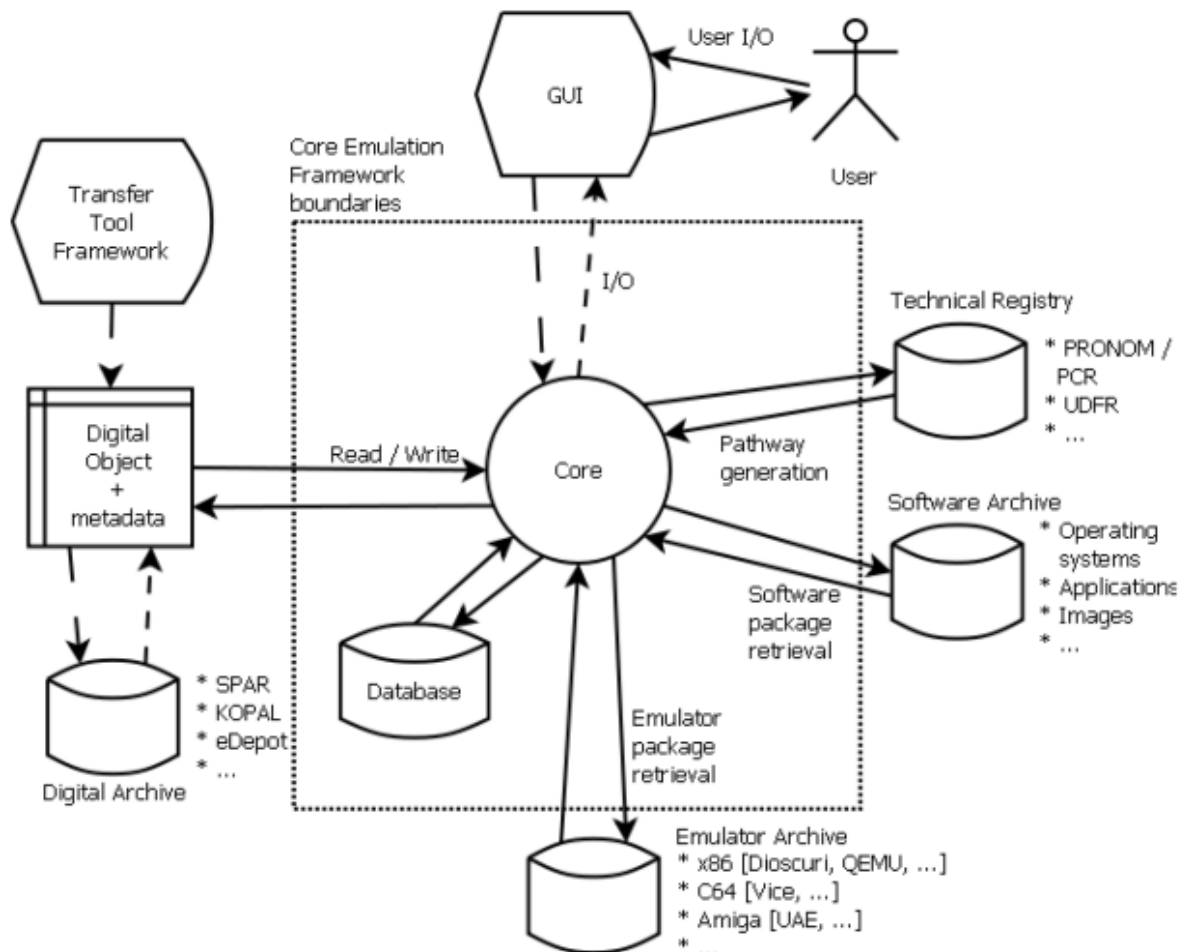 User I/O
GUI
User
Core Emulation
Framework
boundaries
Transfer
Tool
Framework
I/O
Technical Registry
* PRONOM /
PCR
* UDFR
* ...
Digital
Object
+
metadata
Read / Write
Core
Pathway
generation
Software Archive
* Operating
systems
* Applications
* Images
* ...
Software
package
retrieval
Database
* SPAR
* KOPAL
* eDepot
* ...
Digital Archive
Emulator
package
retrieval
Emulator Archive
* x86 [Dioscuri, QEMU, ...]
* C64 [Vice, ...]
* Amiga [UAE, ...]
* ...